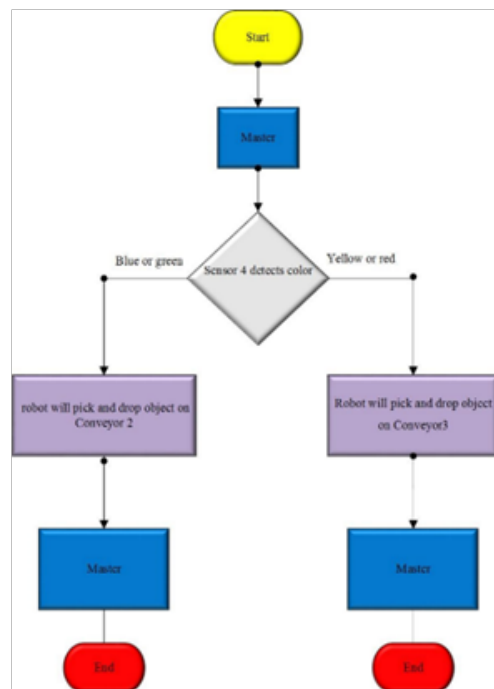 Start
Master
Sensor 4 detects color
Blue or green
Yellow or red
robot will pick and drop object on
Conveyor 2
Robot will pick and drop object
on Conveyor3
Master
Master
End
End